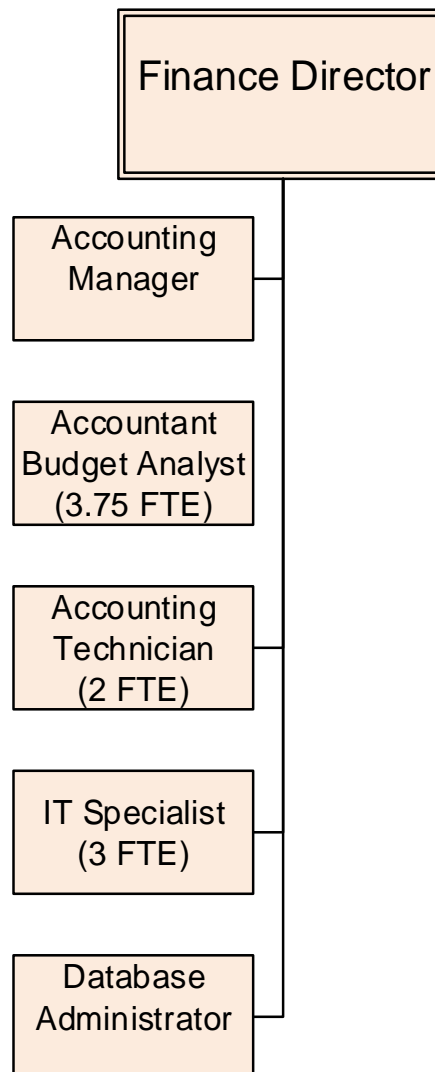 Finance Director
Accounting
Manager
Accountant
Budget Analyst
(3.75 FTE)
Accounting
Technician
(2 FTE)
IT Specialist
(3 FTE)
Database
Administrator